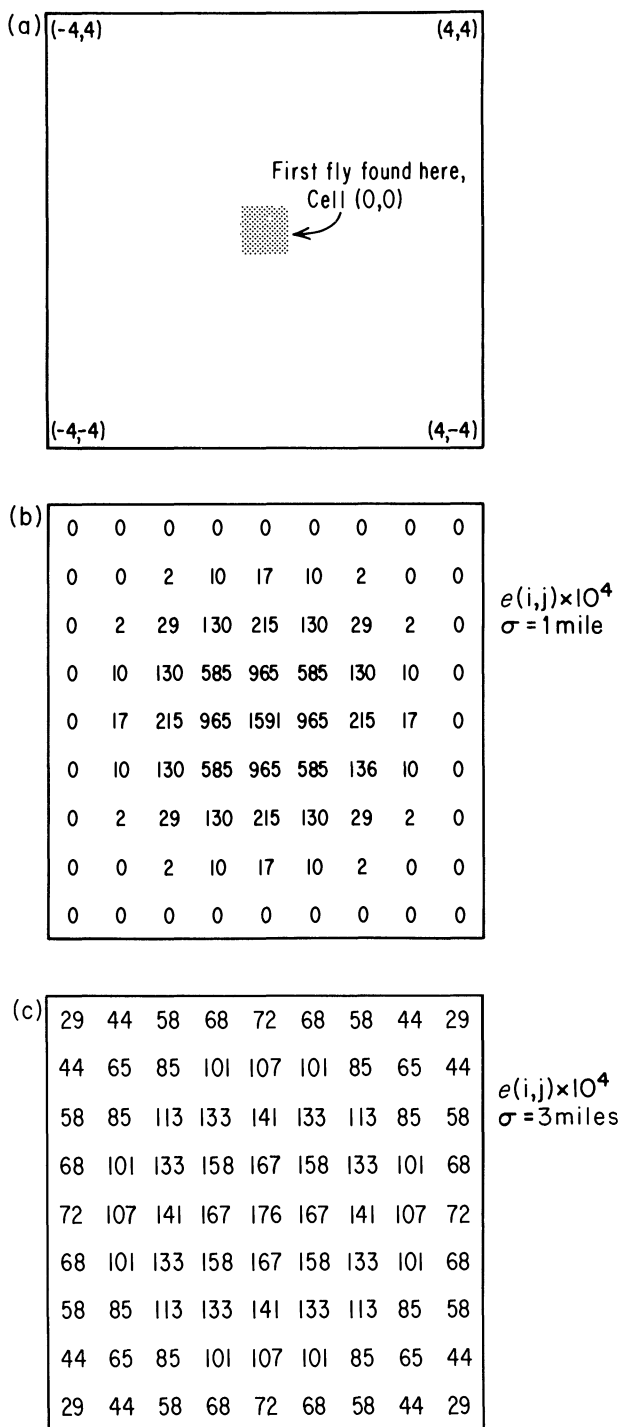 (a)
(-4,4) (4,4)
First fly found here,
Cell (0,0)
(-4,-4) (4,-4)
(b)
0 0 0 0 0 0 0 0 0
0 0 2 10 17 10 2 0 0
0 2 29 130 215 130 29 2 0
0 10 130 585 965 585 130 10 0
0 17 215 965 1591 965 215 17 0
0 10 130 585 965 585 136 10 0
0 2 29 130 215 130 29 2 0
0 0 2 10 17 10 2 0 0
0 0 0 0 0 0 0 0 0
e(i,j)×10⁴
σ = 1 mile
(c)
29 44 58 68 72 68 58 44 29
44 65 85 101 107 101 85 65 44
58 85 113 133 141 133 113 85 58
68 101 133 158 167 158 133 101 68
72 107 141 167 176 167 141 107 72
68 101 133 158 167 158 133 101 68
58 85 113 133 141 133 113 85 58
44 65 85 101 107 101 85 65 44
29 44 58 68 72 68 58 44 29
e(i,j)×10⁴
σ = 3 miles